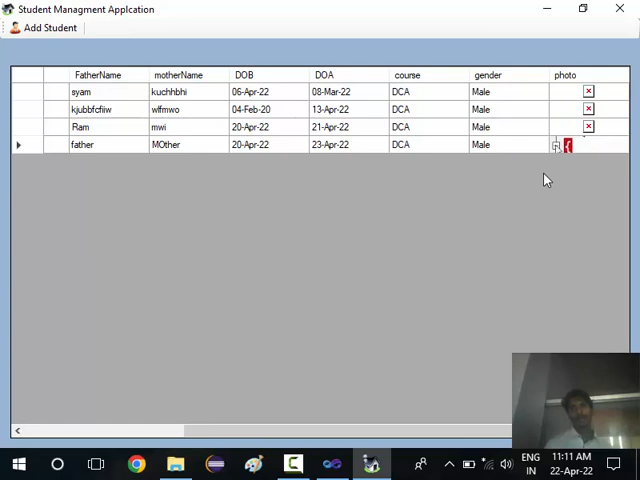 Student Managment Applcation
Add Student
FatherName motherName DOB DOA course gender photo
syam kuchhbhi 06-Apr-22 08-Mar-22 DCA Male
kjubbfcfiiw wlfmwo 04-Feb-20 13-Apr-22 DCA Male
Ram mwi 20-Apr-22 21-Apr-22 DCA Male
father MOther 20-Apr-22 23-Apr-22 DCA Male {
ENG 11:11 AM
IN 22-Apr-22